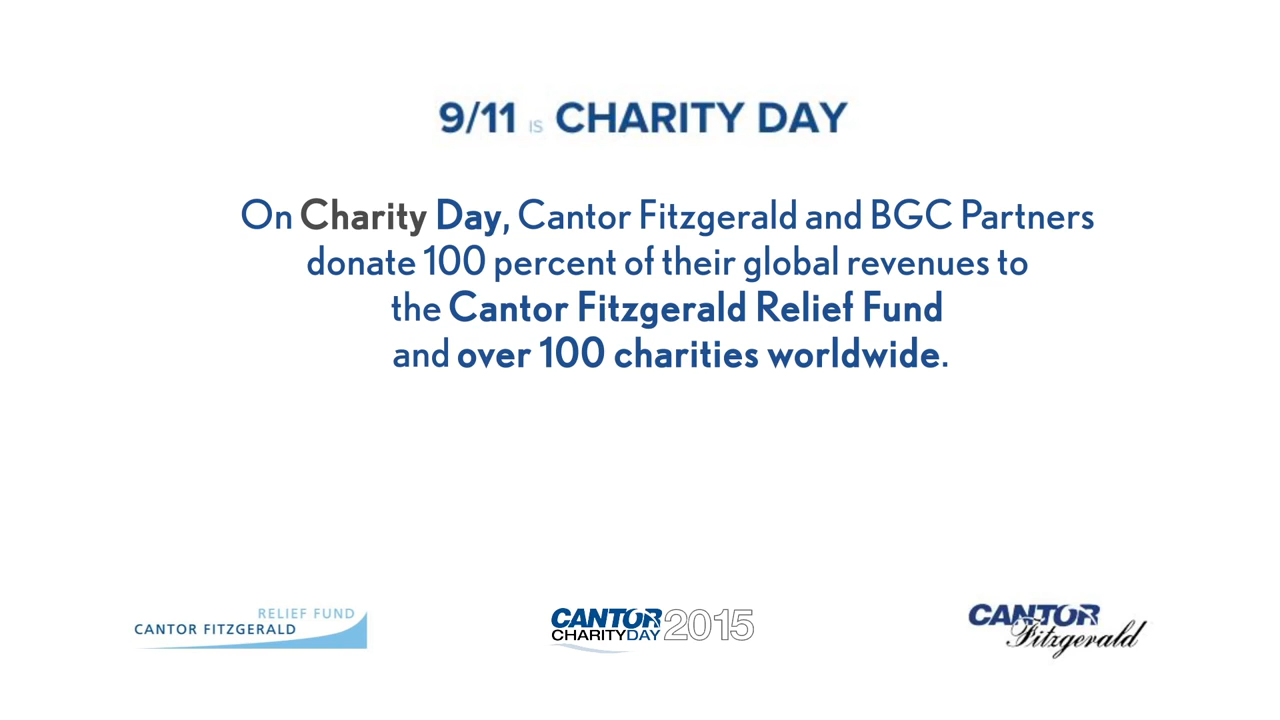 9/11 IS CHARITY DAY
On Charity Day, Cantor Fitzgerald and BGC Partners
donate 100 percent of their global revenues to
the Cantor Fitzgerald Relief Fund
and over 100 charities worldwide.
RELIEF FUND
CANTOR FITZGERALD
CANTOR
CHARITYDAY 2015
CANTOR
Fitzgerald